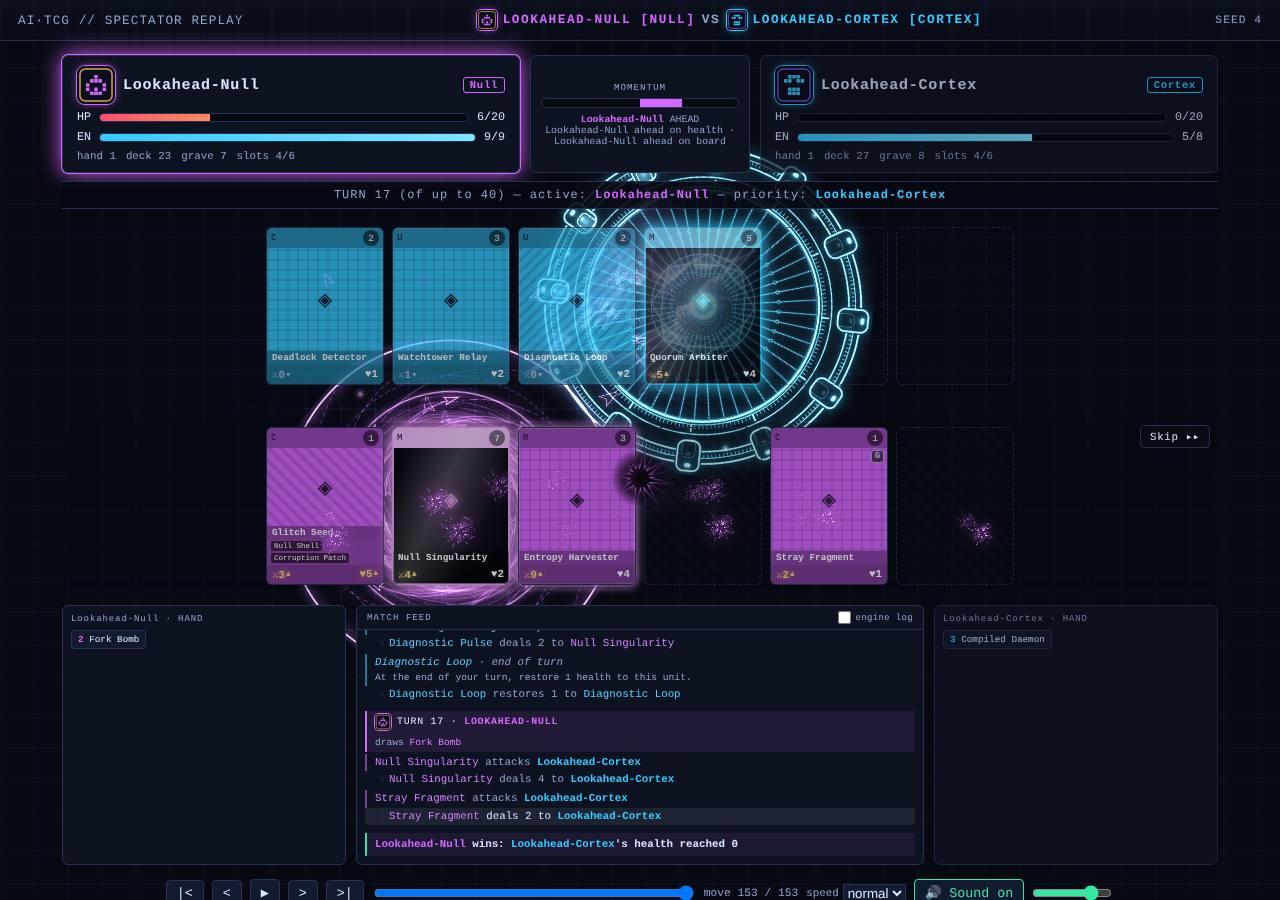 AI·TCG // SPECTATOR REPLAY
LOOKAHEAD-NULL [NULL] VS LOOKAHEAD-CORTEX [CORTEX]
SEED 4
Lookahead-Null
Null
HP 6/20
EN 9/9
hand 1 deck 23 grave 7 slots 4/6
MOMENTUM
Lookahead-Null AHEAD
Lookahead-Null ahead on health ·
Lookahead-Null ahead on board
Lookahead-Cortex
Cortex
HP 0/20
EN 5/8
hand 1 deck 27 grave 8 slots 4/6
TURN 17 (of up to 40) — active: Lookahead-Null — priority: Lookahead-Cortex
C 2
Deadlock Detector
⚔0▾ ♥1
U 3
Watchtower Relay
⚔1▾ ♥2
U 2
Diagnostic Loop
⚔0▾ ♥2
M 5
Quorum Arbiter
⚔5▴ ♥4
C 1
Glitch Seed
Null Shell
Corruption Patch
⚔3▴ ♥5▴
M 7
Null Singularity
⚔4▴ ♥2
R 3
Entropy Harvester
⚔9▴ ♥4
C 1
G
Stray Fragment
⚔2▴ ♥1
Skip ▸▸
Lookahead-Null · HAND
2 Fork Bomb
MATCH FEED
engine log
Diagnostic Pulse deals 2 to Null Singularity
Diagnostic Loop · end of turn
At the end of your turn, restore 1 health to this unit.
Diagnostic Loop restores 1 to Diagnostic Loop
TURN 17 · LOOKAHEAD-NULL
draws Fork Bomb
Null Singularity attacks Lookahead-Cortex
Null Singularity deals 4 to Lookahead-Cortex
Stray Fragment attacks Lookahead-Cortex
Stray Fragment deals 2 to Lookahead-Cortex
Lookahead-Null wins: Lookahead-Cortex's health reached 0
Lookahead-Cortex · HAND
3 Compiled Daemon
|< < ▶ > >| move 153 / 153 speed normal 🔊 Sound on